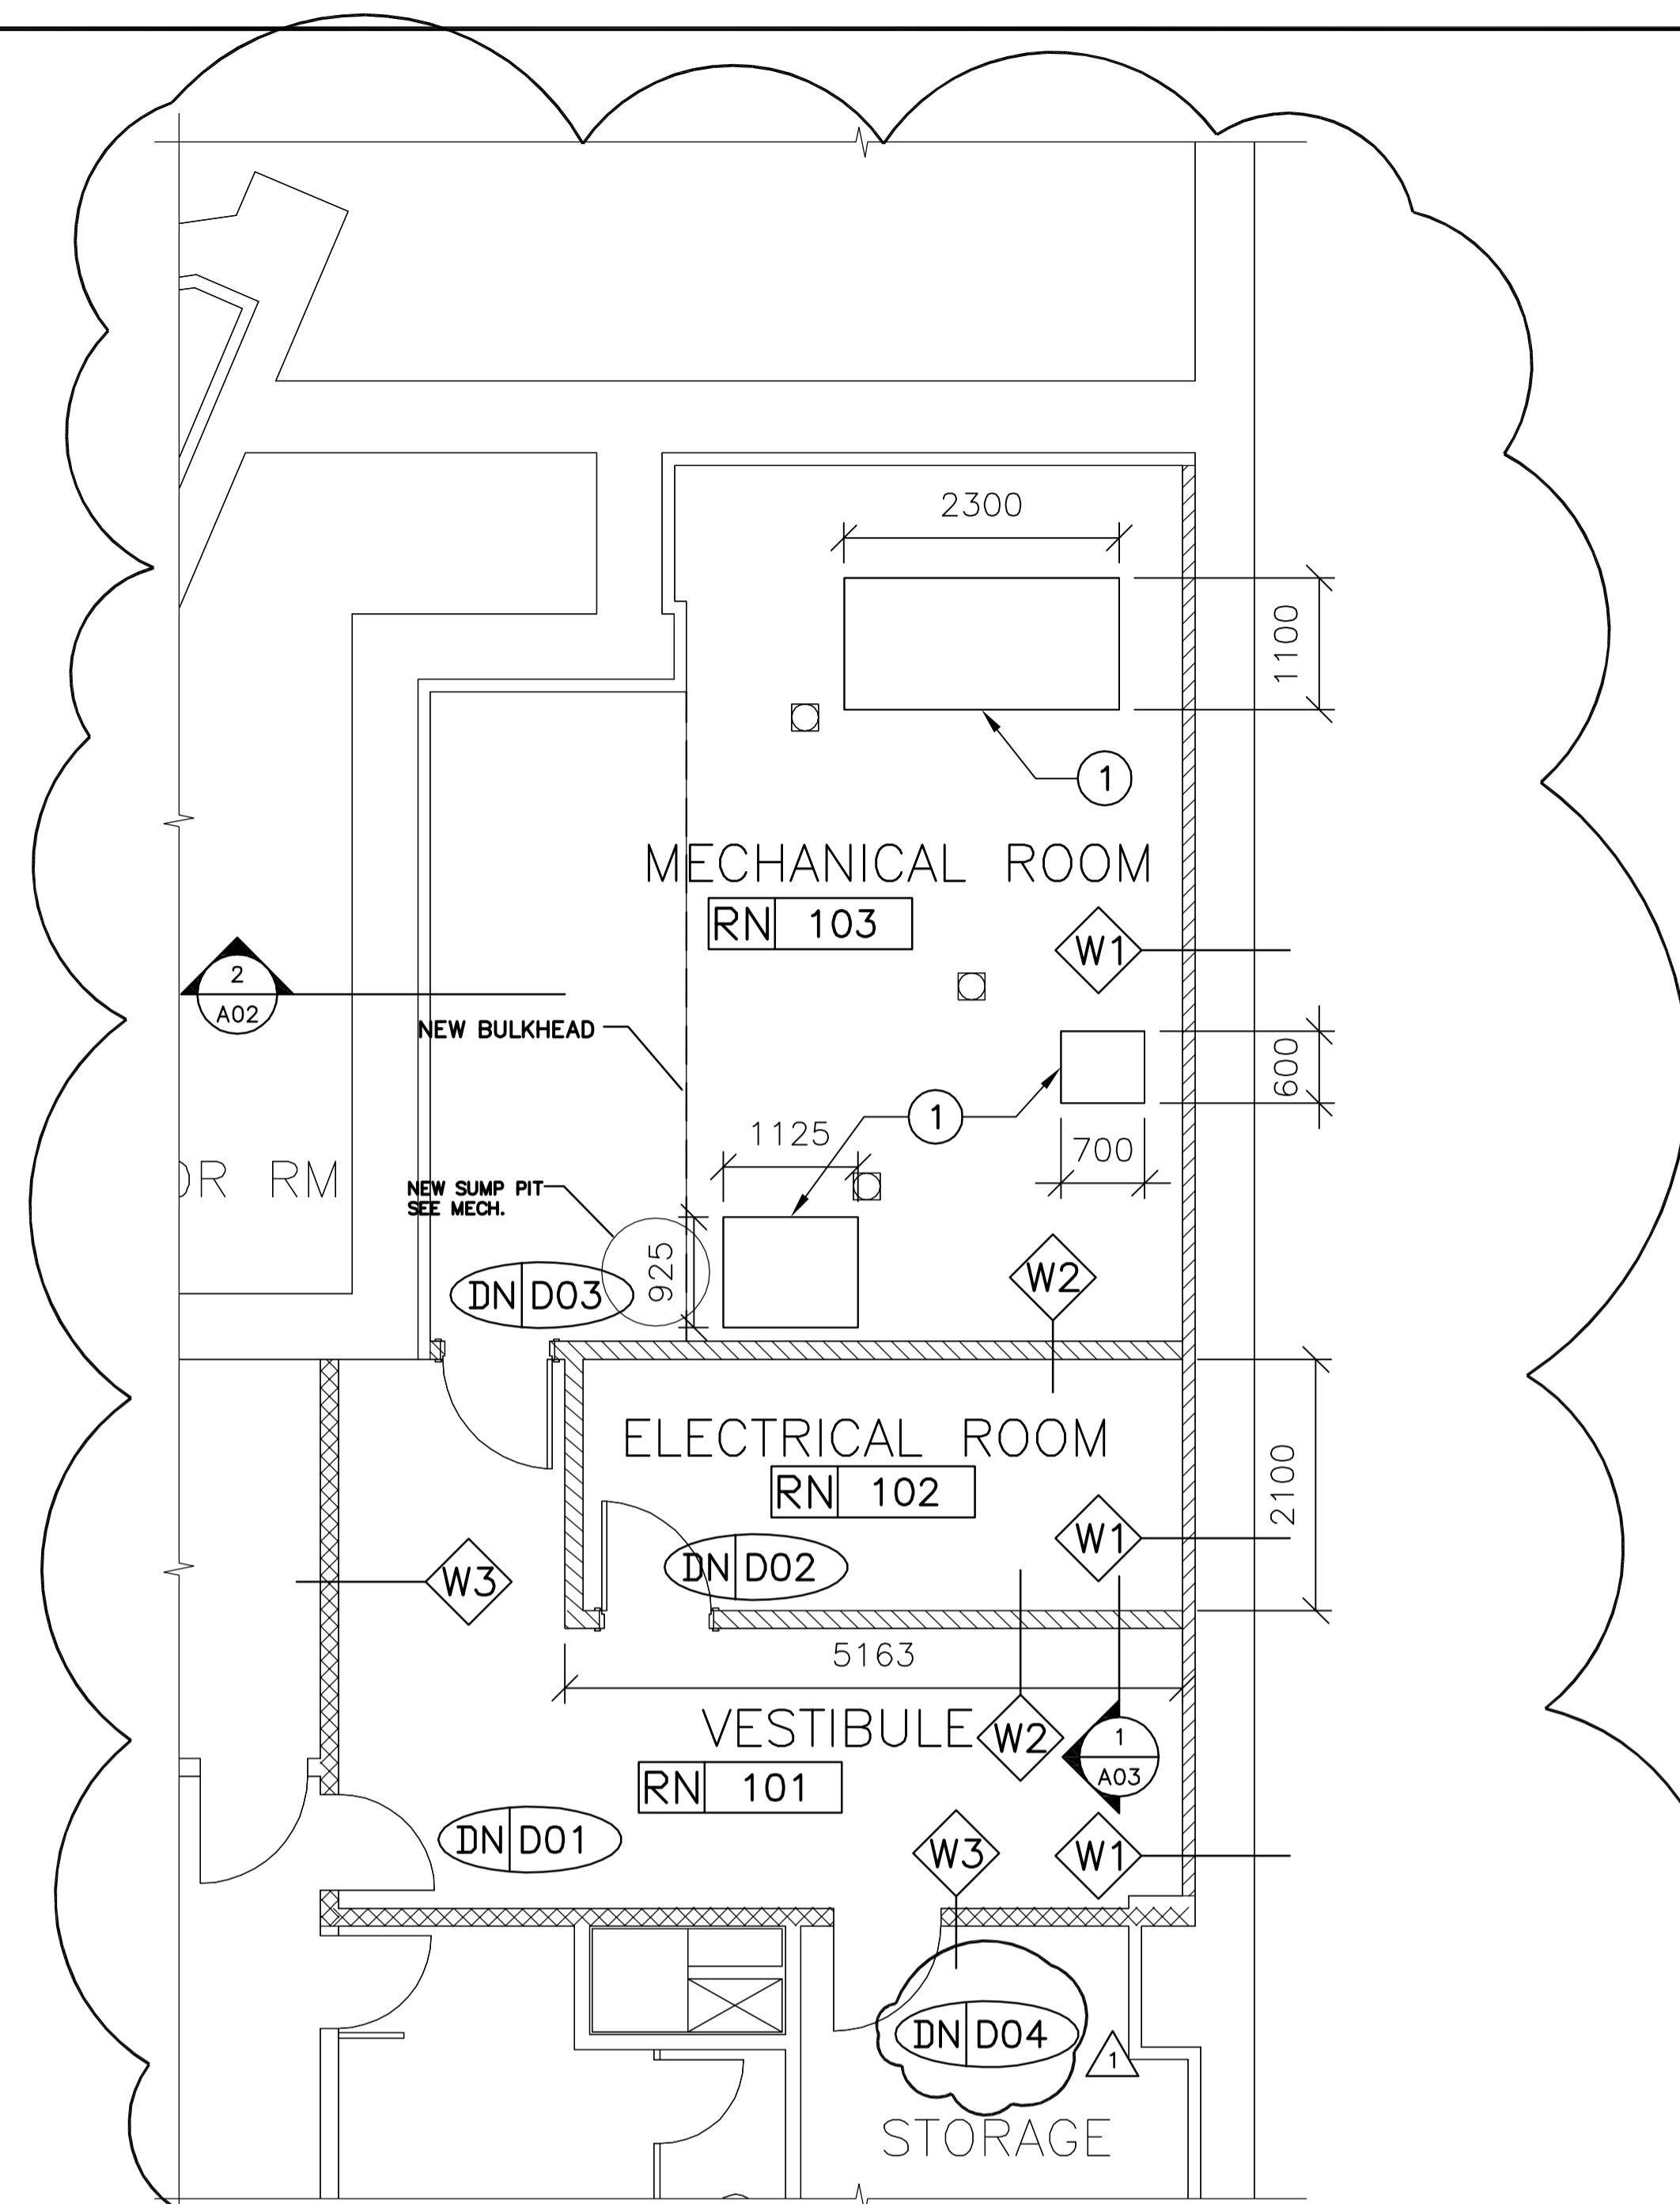 2300
1100
1
MECHANICAL ROOM
RN 103
W1
2
A02
NEW BULKHEAD
600
1
1125
700
RM
NEW SUMP PIT
SEE MECH.
925
W2
DN D03
ELECTRICAL ROOM
RN 102
2100
W1
DN D02
W3
5163
VESTIBULE
W2
1
A03
RN 101
DN D01
W3
W1
DN D04
1
STORAGE